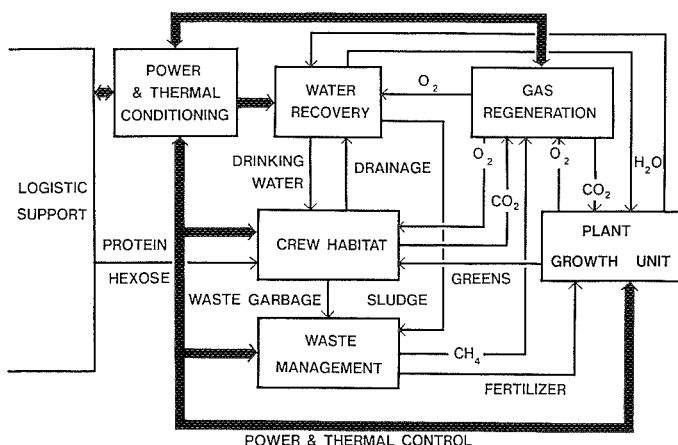 POWER
& THERMAL
CONDITIONING
WATER
RECOVERY
O2
GAS
REGENERATION
DRINKING
WATER
DRAINAGE
O2
CO2
O2
CO2
H2O
LOGISTIC
SUPPORT
PROTEIN
HEXOSE
CREW HABITAT
PLANT
GROWTH UNIT
GREENS
WASTE GARBAGE
SLUDGE
WASTE
MANAGEMENT
CH4
FERTILIZER
POWER & THERMAL CONTROL